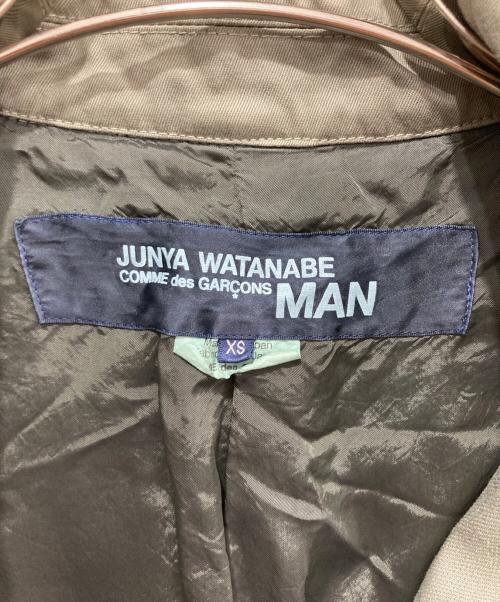 JUNYA WATANABE
COMME des GARÇONS MAN
XS